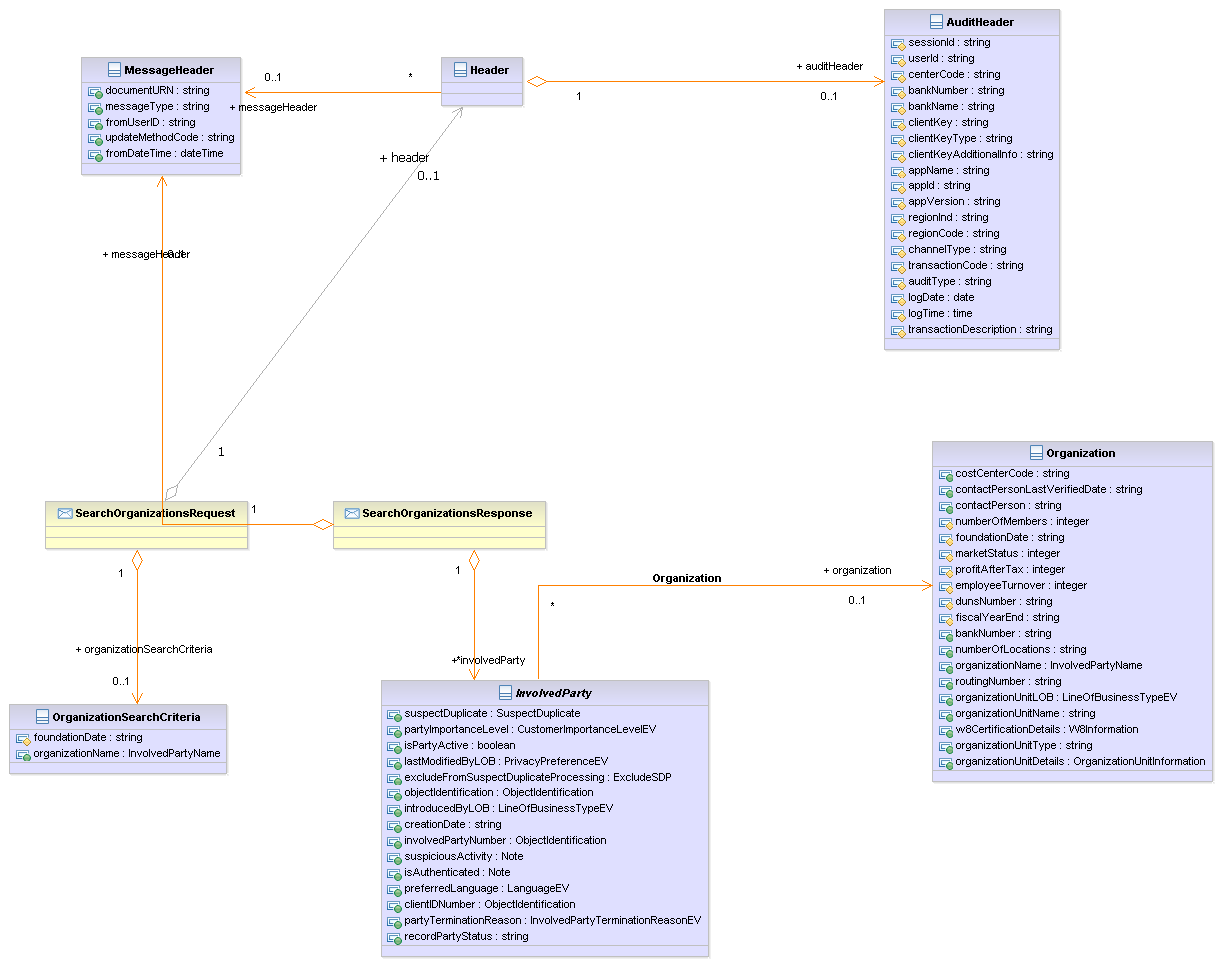 AuditHeader
sessionId : string
userId : string
centerCode : string
bankNumber : string
bankName : string
clientKey : string
clientKeyType : string
clientKeyAdditionalInfo : string
appName : string
appId : string
appVersion : string
regionInd : string
regionCode : string
channelType : string
transactionCode : string
auditType : string
logDate : date
logTime : time
transactionDescription : string
MessageHeader
documentURN : string
messageType : string
fromUserID : string
updateMethodCode : string
fromDateTime : dateTime
0..1
*
+ messageHeader
Header
+ auditHeader
1
0..1
+ header
0..1
+ messageHeader
0..1
1
SearchOrganizationsRequest
1
SearchOrganizationsResponse
1
+ organizationSearchCriteria
0..1
OrganizationSearchCriteria
foundationDate : string
organizationName : InvolvedPartyName
1
+ involvedParty
*
Organization
+ organization
*
0..1
InvolvedParty
suspectDuplicate : SuspectDuplicate
partyImportanceLevel : CustomerImportanceLevelEV
isPartyActive : boolean
lastModifiedByLOB : PrivacyPreferenceEV
excludeFromSuspectDuplicateProcessing : ExcludeSDP
objectIdentification : ObjectIdentification
introducedByLOB : LineOfBusinessTypeEV
creationDate : string
involvedPartyNumber : ObjectIdentification
suspiciousActivity : Note
isAuthenticated : Note
preferredLanguage : LanguageEV
clientIDNumber : ObjectIdentification
partyTerminationReason : InvolvedPartyTerminationReasonEV
recordPartyStatus : string
Organization
costCenterCode : string
contactPersonLastVerifiedDate : string
contactPerson : string
numberOfMembers : integer
foundationDate : string
marketStatus : integer
profitAfterTax : integer
employeeTurnover : integer
dunsNumber : string
fiscalYearEnd : string
bankNumber : string
numberOfLocations : string
organizationName : InvolvedPartyName
routingNumber : string
organizationUnitLOB : LineOfBusinessTypeEV
organizationUnitName : string
w8CertificationDetails : W8Information
organizationUnitType : string
organizationUnitDetails : OrganizationUnitInformation